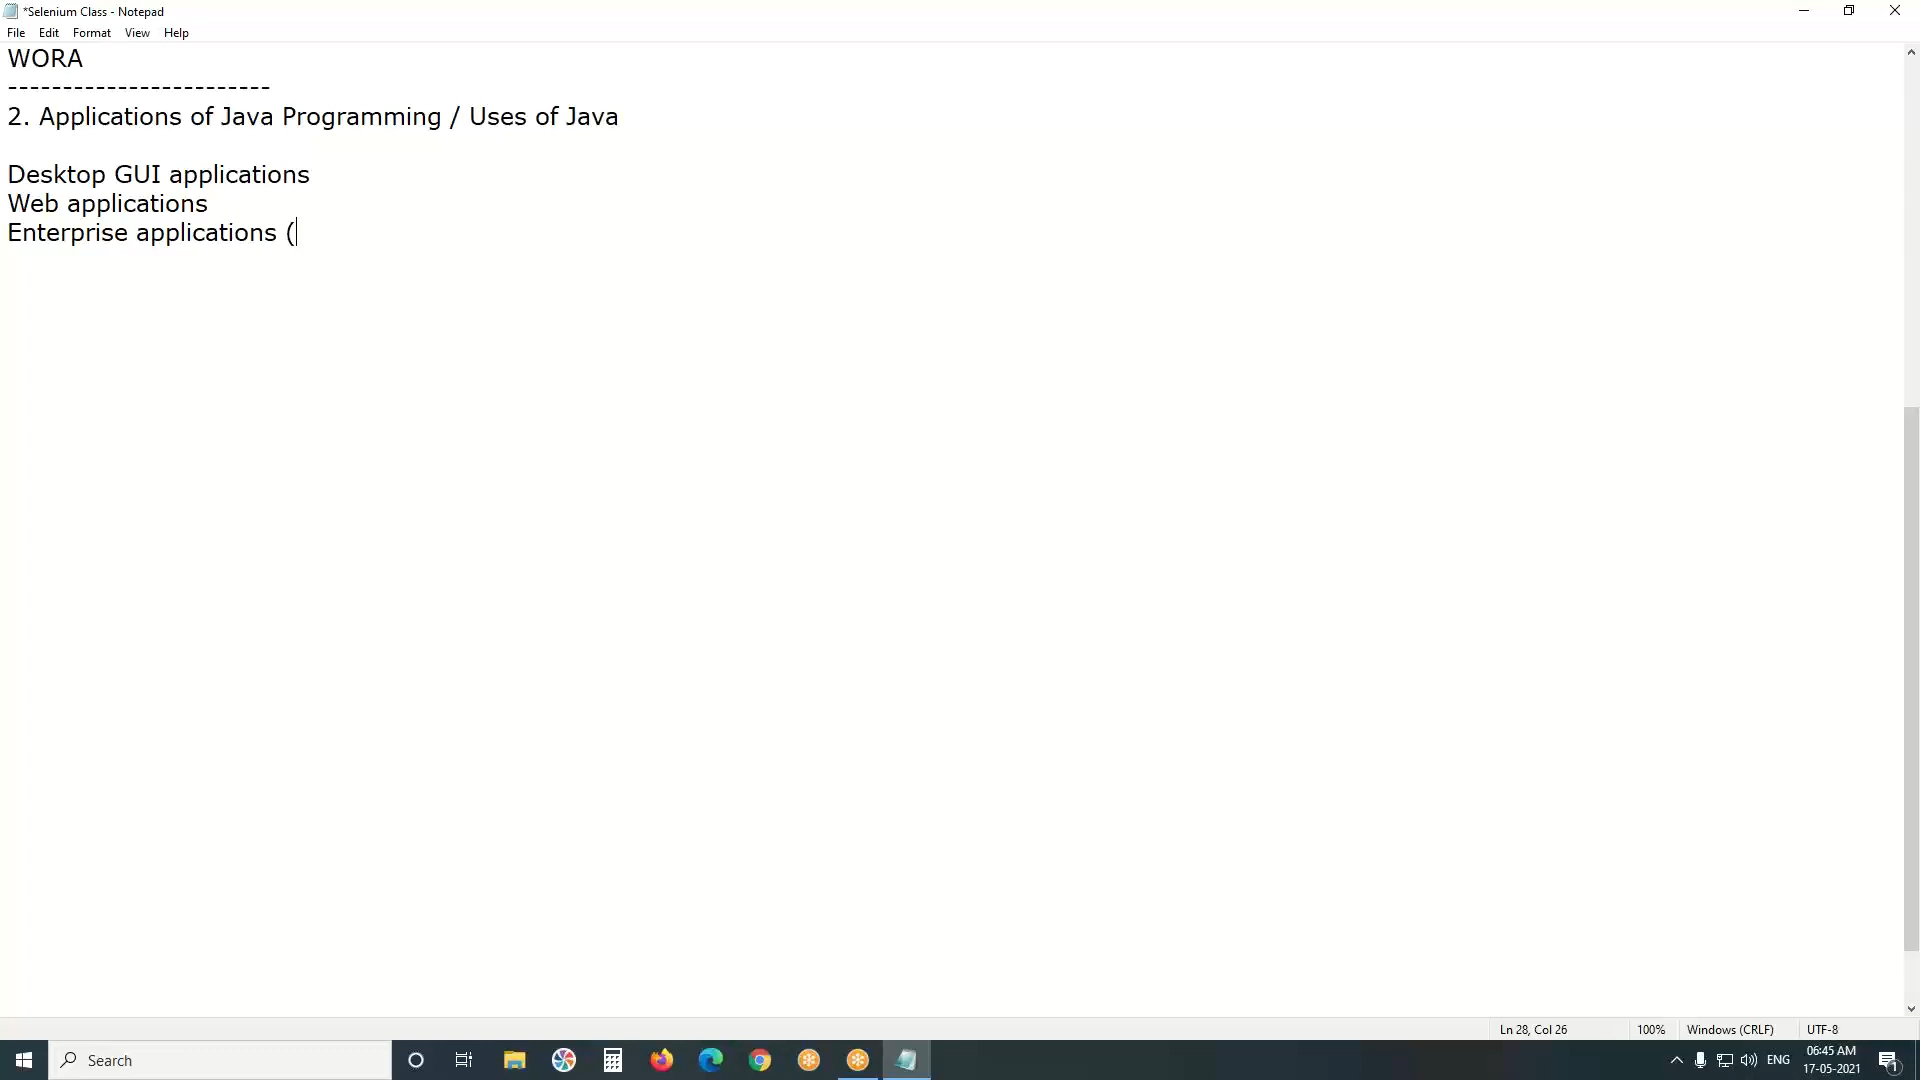 *Selenium Class - Notepad
File Edit Format View Help
WORA
------------------------
2. Applications of Java Programming / Uses of Java
Desktop GUI applications
Web applications
Enterprise applications (
Ln 28, Col 26 100% Windows (CRLF) UTF-8
Search
ENG
06:45 AM
17-05-2021
1